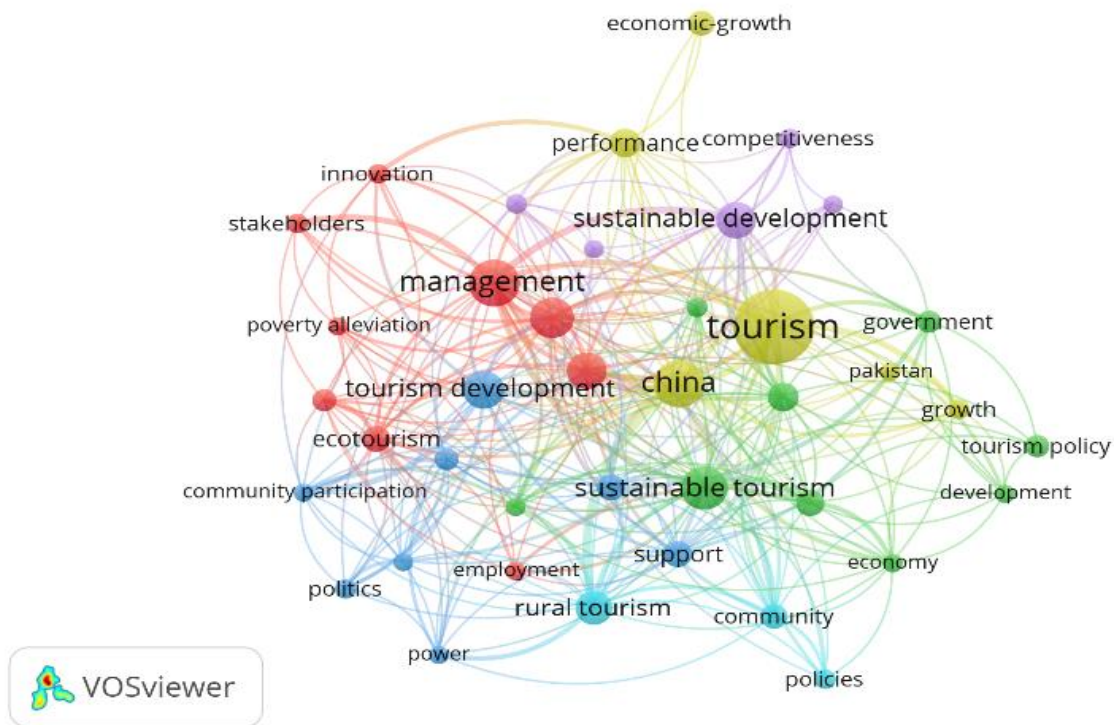 economic-growth
performance
competitiveness
innovation
sustainable development
stakeholders
management
poverty alleviation
tourism
government
tourism development
china
pakistan
growth
ecotourism
tourism policy
community participation
sustainable tourism
development
support
employment
economy
politics
rural tourism
community
power
policies
VOSviewer